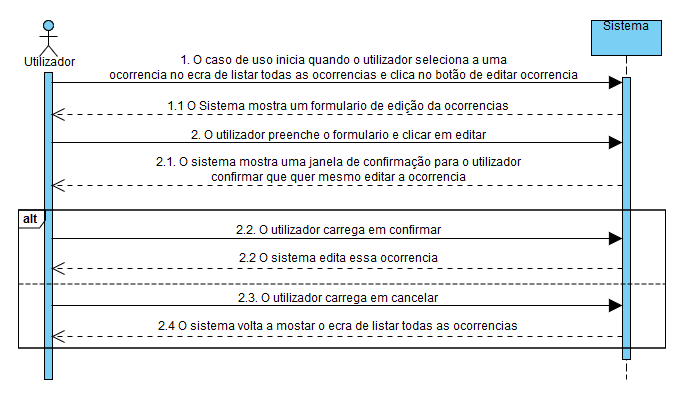 Utilizador
Sistema
1. O caso de uso inicia quando o utilizador seleciona a uma
ocorrencia no ecra de listar todas as ocorrencias e clica no botão de editar ocorrencia
1.1 O Sistema mostra um formulario de edição da ocorrencias
2. O utilizador preenche o formulario e clicar em editar
2.1. O sistema mostra uma janela de confirmação para o utilizador
confirmar que quer mesmo editar a ocorrencia
alt
2.2. O utilizador carrega em confirmar
2.2 O sistema edita essa ocorrencia
2.3. O utilizador carrega em cancelar
2.4 O sistema volta a mostar o ecra de listar todas as ocorrencias